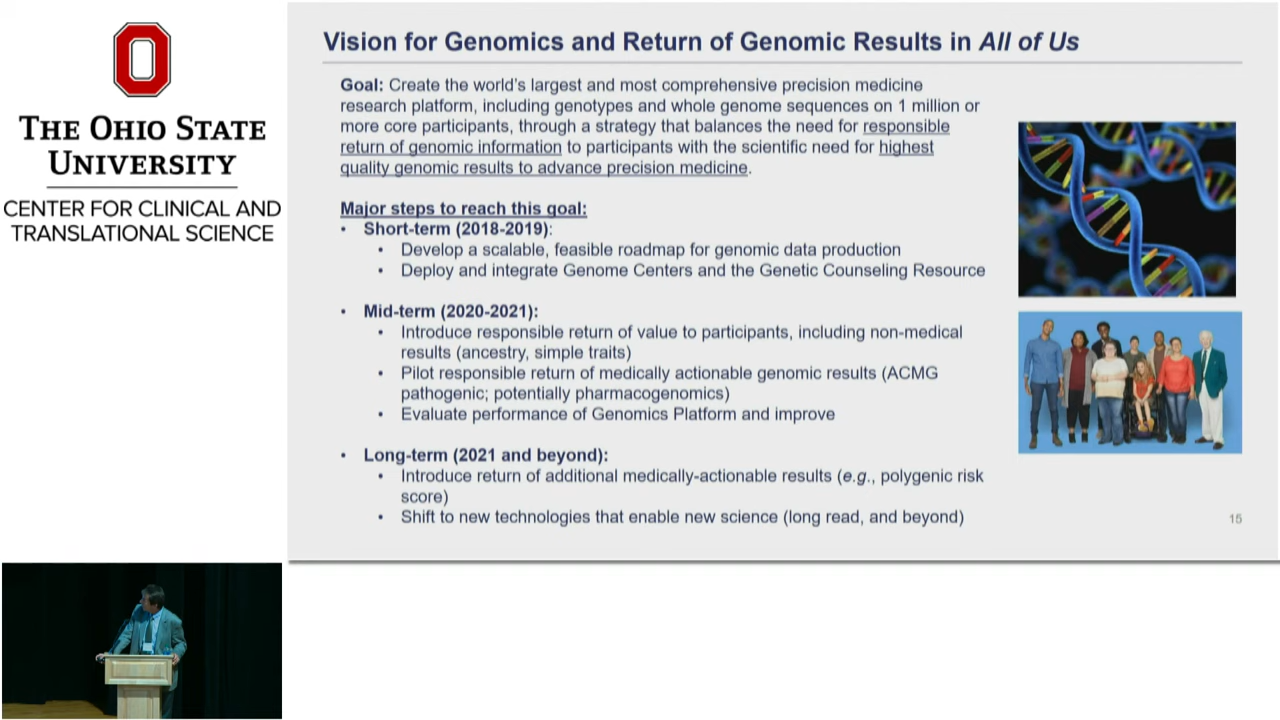 THE OHIO STATE
UNIVERSITY
CENTER FOR CLINICAL AND
TRANSLATIONAL SCIENCE
Vision for Genomics and Return of Genomic Results in All of Us
Goal: Create the world's largest and most comprehensive precision medicine
research platform, including genotypes and whole genome sequences on 1 million or
more core participants, through a strategy that balances the need for responsible
return of genomic information to participants with the scientific need for highest
quality genomic results to advance precision medicine.
Major steps to reach this goal:
• Short-term (2018-2019):
• Develop a scalable, feasible roadmap for genomic data production
• Deploy and integrate Genome Centers and the Genetic Counseling Resource
• Mid-term (2020-2021):
• Introduce responsible return of value to participants, including non-medical
results (ancestry, simple traits)
• Pilot responsible return of medically actionable genomic results (ACMG
pathogenic; potentially pharmacogenomics)
• Evaluate performance of Genomics Platform and improve
• Long-term (2021 and beyond):
• Introduce return of additional medically-actionable results (e.g., polygenic risk
score)
• Shift to new technologies that enable new science (long read, and beyond)
15